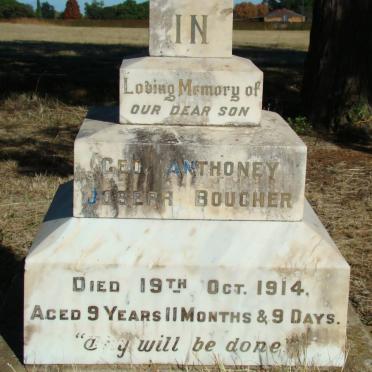 IN
Loving Memory of
OUR DEAR SON
GEO. ANTHONEY
JOSEPH BOUCHER
DIED 19TH OCT. 1914.
AGED 9 YEARS 11 MONTHS & 9 DAYS.
"Thy will be done"